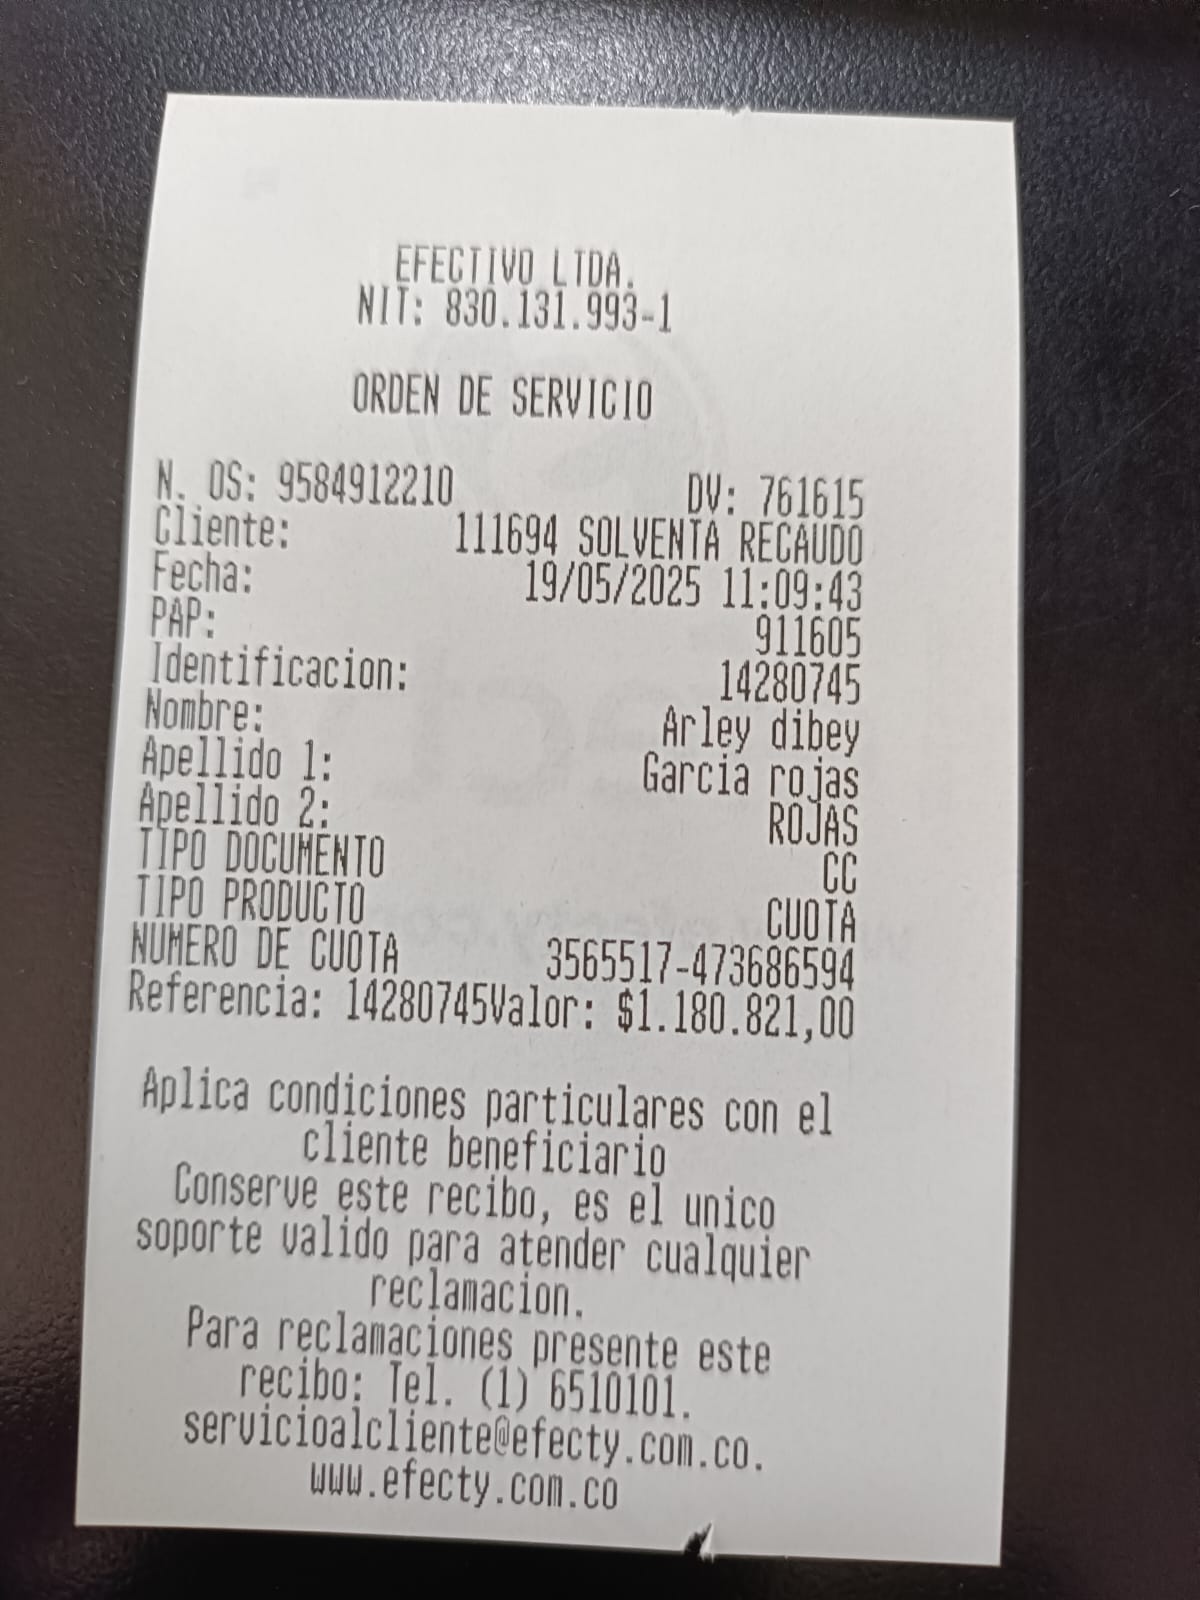 EFECTIVO LTDA.
NIT: 830.131.993-1
ORDEN DE SERVICIO
N. OS: 9584912210 DV: 761615
Cliente: 111694 SOLVENTA RECAUDO
Fecha: 19/05/2025 11:09:43
PAP: 911605
Identificacion: 14280745
Nombre: Arley dibey
Apellido 1: Garcia rojas
Apellido 2: ROJAS
TIPO DOCUMENTO CC
TIPO PRODUCTO CUOTA
NUMERO DE CUOTA 3565517-473686594
Referencia: 14280745Valor: $1.180.821,00
Aplica condiciones particulares con el
cliente beneficiario
Conserve este recibo, es el unico
soporte valido para atender cualquier
reclamacion.
Para reclamaciones presente este
recibo: Tel. (1) 6510101.
servicioalcliente@efecty.com.co.
www.efecty.com.co